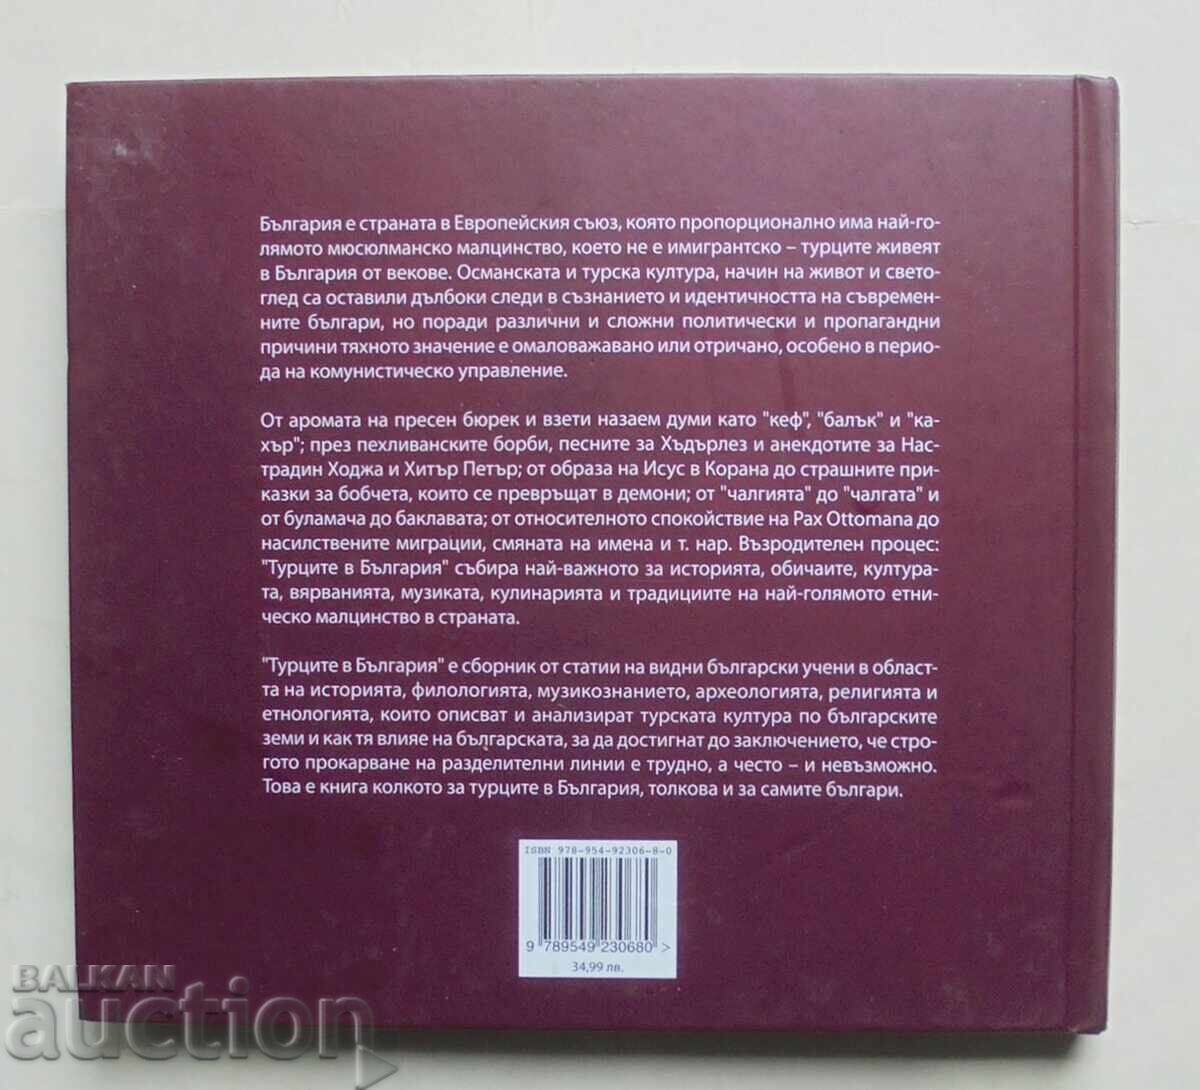 България е страната в Европейския съюз, която пропорционално има най-го-
лямото мюсюлманско малцинство, което не е имигрантско – турците живеят
в България от векове. Османската и турска култура, начин на живот и свето-
глед са оставили дълбоки следи в съзнанието и идентичността на съвремен-
ните българи, но поради различни и сложни политически и пропагандни
причини тяхното значение е омаловажавано или отричано, особено в перио-
да на комунистическо управление.
От аромата на пресен бюрек и взети назаем думи като "кеф", "балък" и "ка-
хър"; през пехливанските борби, песните за Хъдърлез и анекдотите за Нас-
традин Ходжа и Хитър Петър; от образа на Исус в Корана до страшните при-
казки за бобчета, които се превръщат в демони; от "чалгията" до "чалгата" и
от буламача до баклавата; от относителното спокойствие на Pax Ottomana до
насилствените миграции, смяната на имена и т. нар. Възродителен процес:
"Турците в България" събира най-важното за историята, обичаите, култура-
та, вярванията, музиката, кулинарията и традициите на най-голямото етни-
ческо малцинство в страната.
"Турците в България" е сборник от статии на видни български учени в област-
та на историята, филологията, музикознанието, археологията, религията и
етнологията, които описват и анализират турската култура по българските
земи и как тя влияе на българската, за да достигнат до заключението, че стро-
гото прокарване на разделителни линии е трудно, а често – и невъзможно.
Това е книга колкото за турците в България, толкова и за самите българи.
ISBN 978-954-92306-8-0
9 789549 230680 >
34,99 лв.
BALKAN
auction